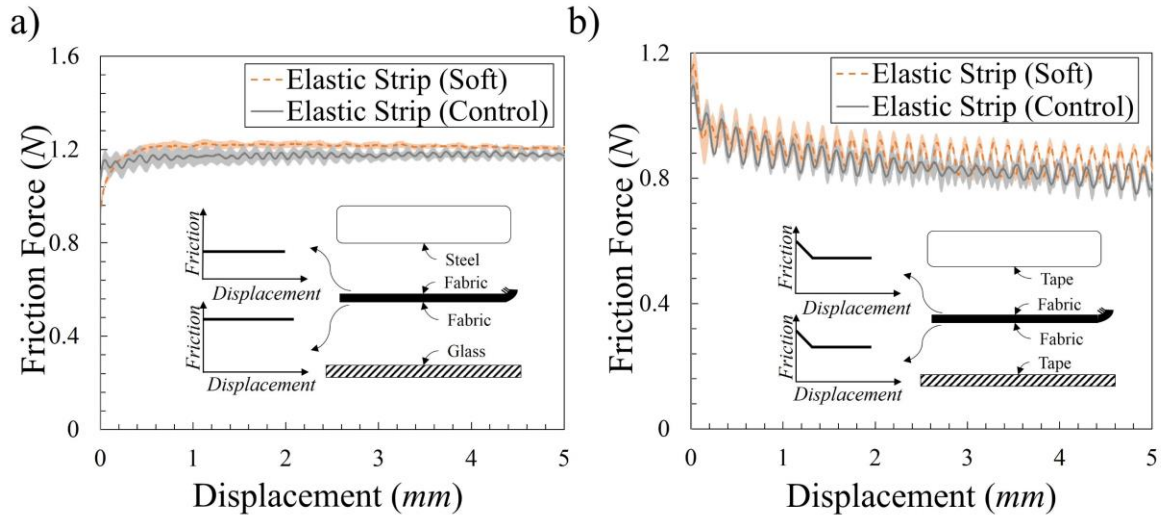 a)
1.6
1.2
0.8
0.4
0
Friction Force (N)
Elastic Strip (Soft)
Elastic Strip (Control)
Friction
Displacement
Friction
Displacement
Steel
Fabric
Fabric
Glass
0 1 2 3 4 5
Displacement (mm)
b)
1.2
0.8
0.4
0
Friction Force (N)
Elastic Strip (Soft)
Elastic Strip (Control)
Friction
Displacement
Friction
Displacement
Tape
Fabric
Fabric
Tape
0 1 2 3 4 5
Displacement (mm)